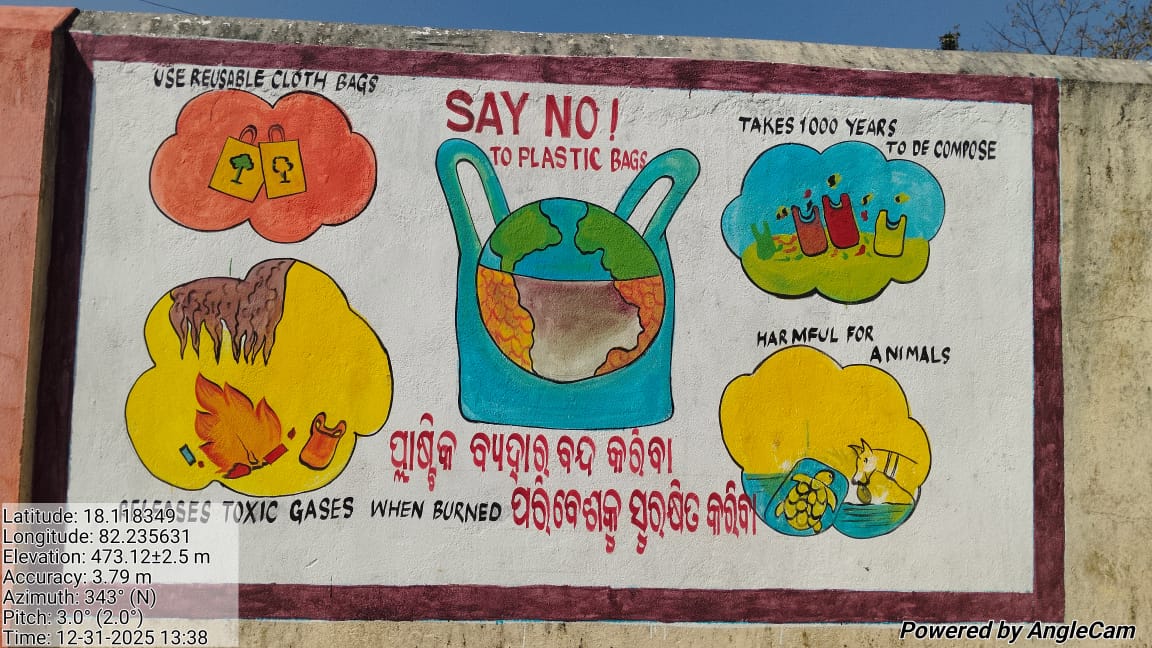 USE REUSABLE CLOTH BAGS
SAY NO!
TO PLASTIC BAGS
TAKES 1000 YEARS
TO DE COMPOSE
HARMFUL FOR
ANIMALS
ପ୍ଲାଷ୍ଟିକ ବ୍ୟବହାର ବନ୍ଦ କରିବା
ପରିବେଶକୁ ସୁରକ୍ଷିତ କରିବା
RELEASES TOXIC GASES WHEN BURNED
Latitude: 18.118349
Longitude: 82.235631
Elevation: 473.12±2.5 m
Accuracy: 3.79 m
Azimuth: 343° (N)
Pitch: 3.0° (2.0°)
Time: 12-31-2025 13:38
Powered by AngleCam